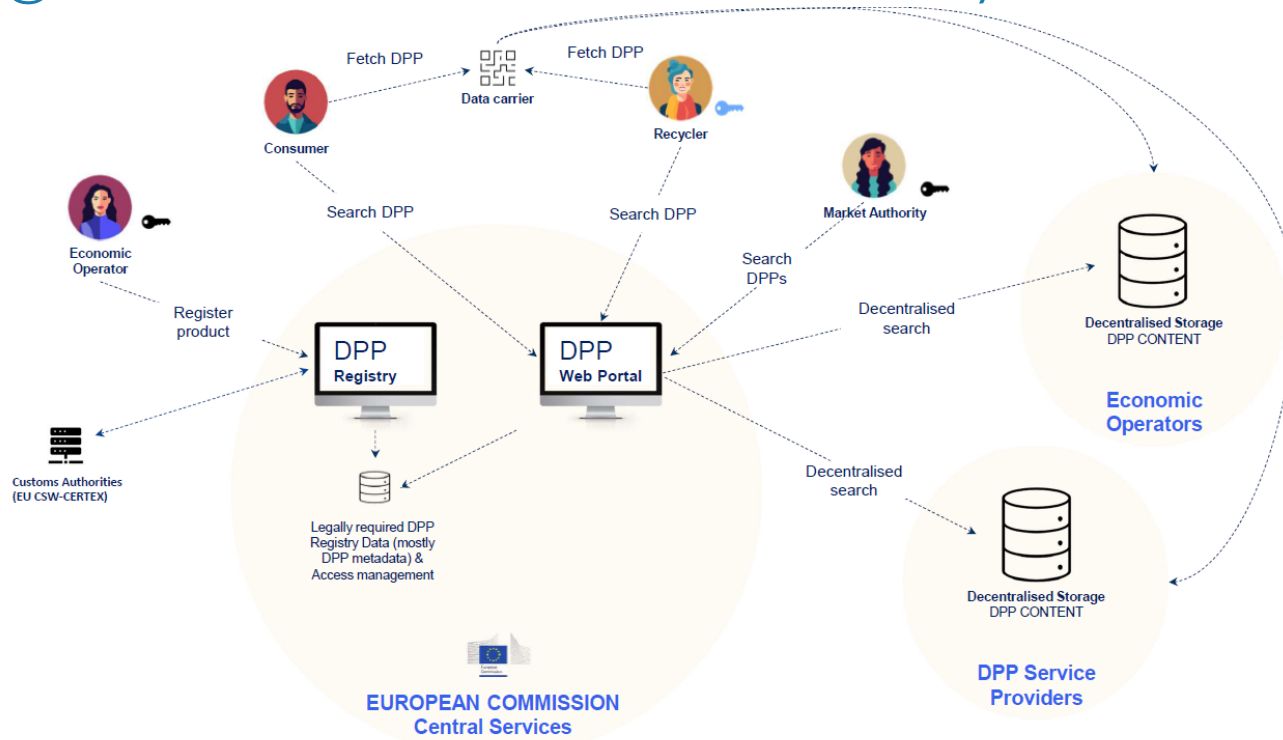 Fetch DPP
Fetch DPP
Data carrier
Consumer
Recycler
Search DPP
Search DPP
Market Authority
Economic
Operator
Search
DPPs
Register
product
Decentralised
search
DPP
Registry
DPP
Web Portal
Decentralised Storage
DPP CONTENT
Economic
Operators
Customs Authorities
(EU CSW-CERTEX)
Decentralised
search
Legally required DPP
Registry Data (mostly
DPP metadata) &
Access management
Decentralised Storage
DPP CONTENT
European
Commission
EUROPEAN COMMISSION
Central Services
DPP Service
Providers